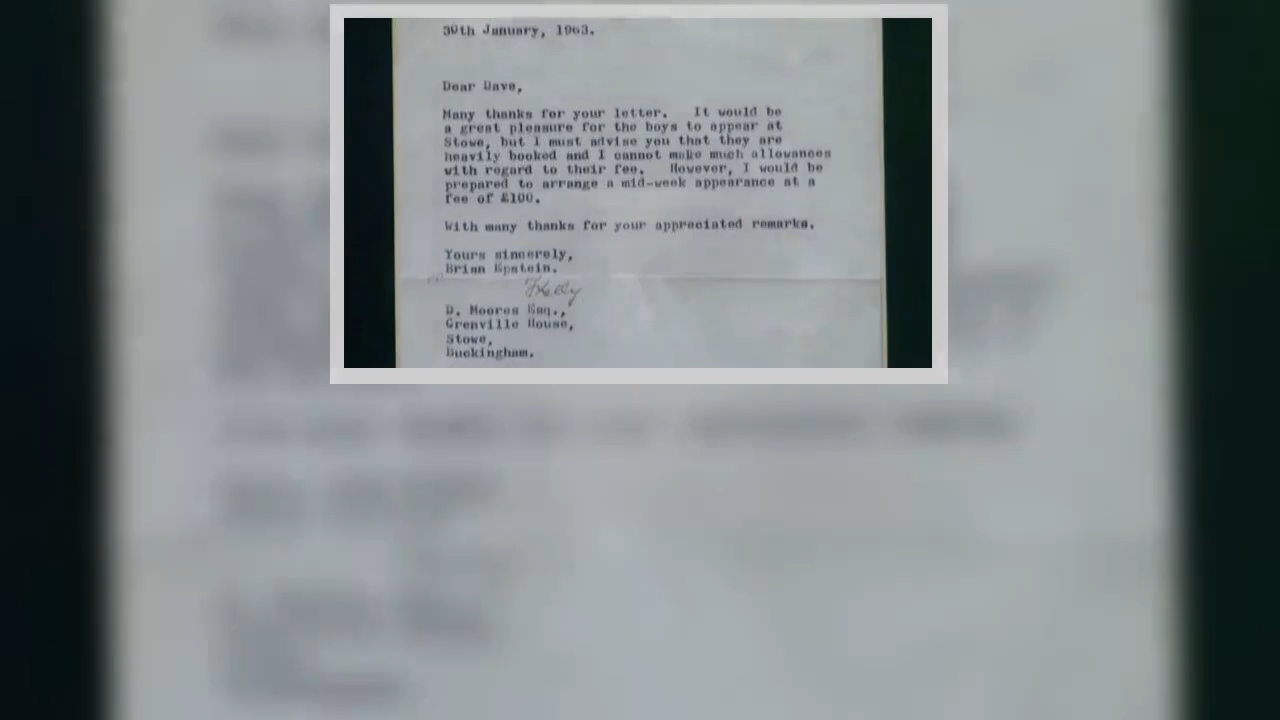 30th January, 1963.
Dear Dave,
Many thanks for your letter. It would be
a great pleasure for the boys to appear at
Stowe, but I must advise you that they are
heavily booked and I cannot make much allowances
with regard to their fee. However, I would be
prepared to arrange a mid-week appearance at a
fee of £100.
With many thanks for your appreciated remarks.
Yours sincerely,
Brian Epstein.
D. Moores Esq.,
Grenville House,
Stowe,
Buckingham.